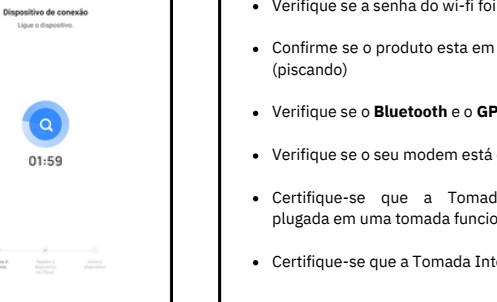 Dispositivo de conexão
Ligue o dispositivo.
01:59
Verifique se a senha do wi-fi foi
Confirme se o produto esta em
(piscando)
Verifique se o Bluetooth e o GP
Verifique se o seu modem está
Certifique-se que a Tomad
plugada em uma tomada funcio
Certifique-se que a Tomada Inte